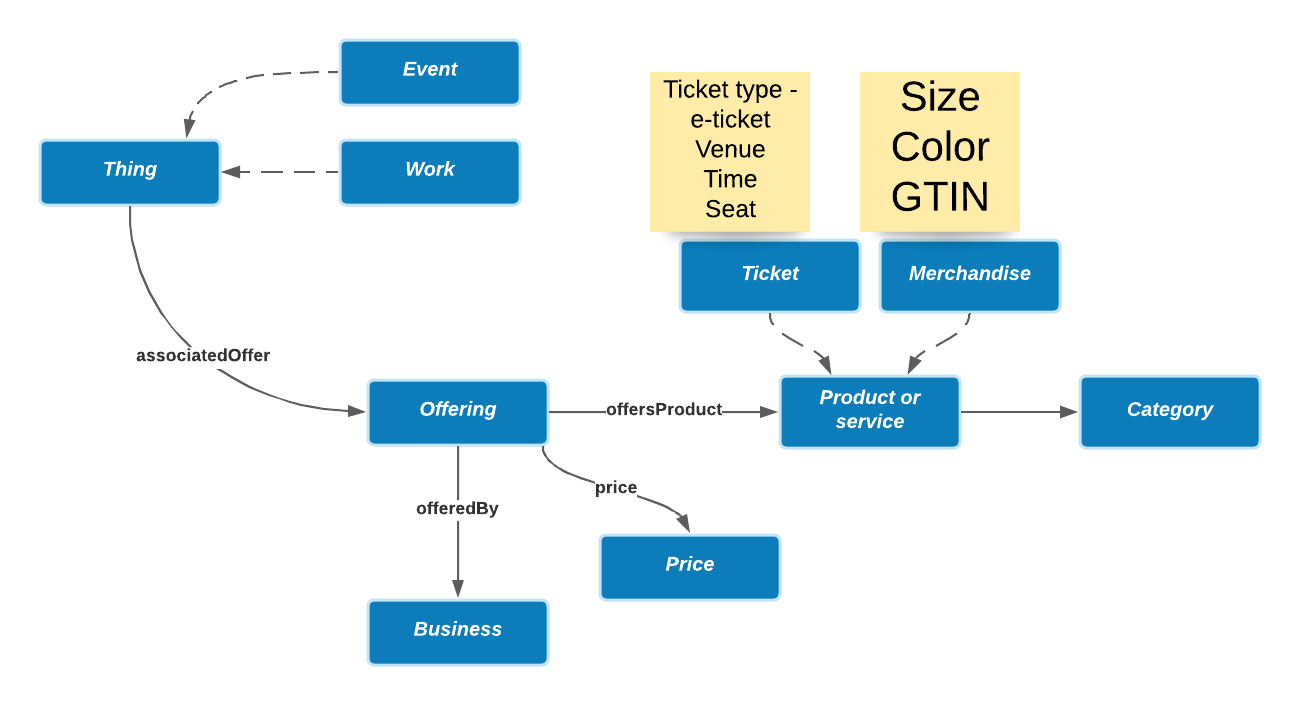 Event
Thing
Work
Ticket type -
e-ticket
Venue
Time
Seat
Size
Color
GTIN
Ticket
Merchandise
associatedOffer
Offering
offersProduct
Product or
service
Category
offeredBy
price
Price
Business